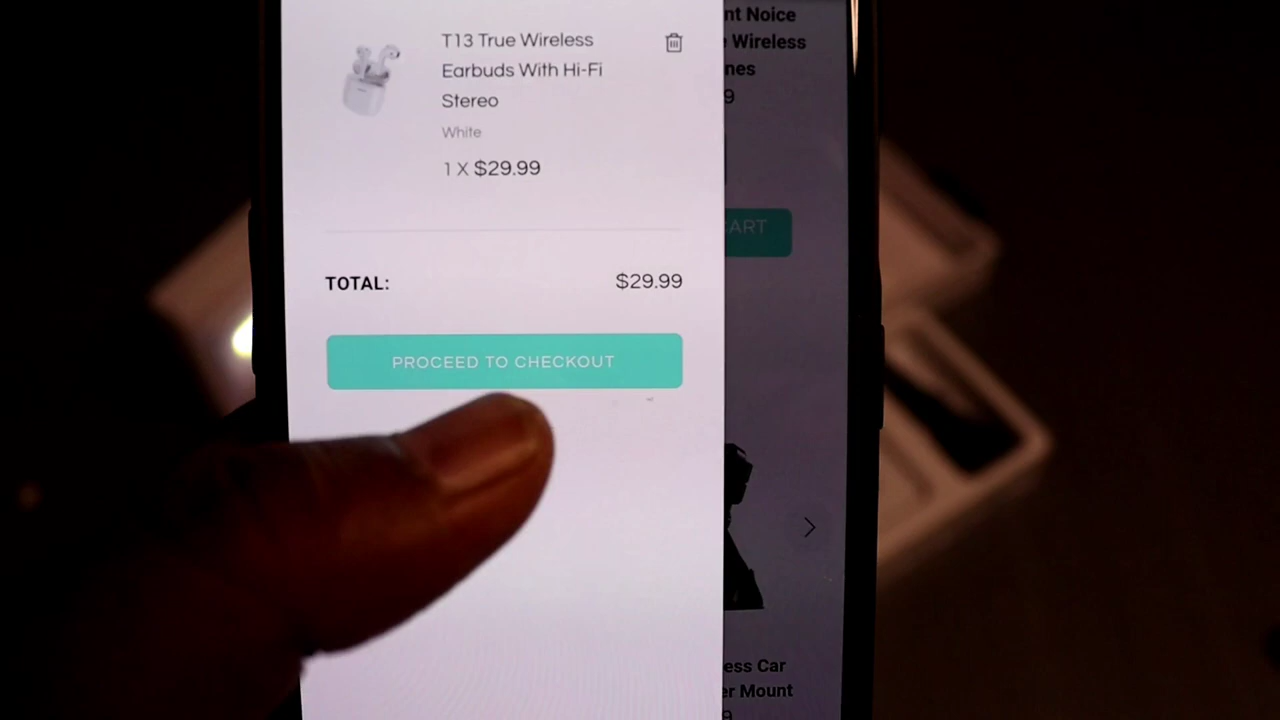 T13 True Wireless
Earbuds With Hi-Fi
Stereo
White
1 X $29.99
TOTAL: $29.99
PROCEED TO CHECKOUT
nt Noice
Wireless
nes
9
ART
ess Car
er Mount
9